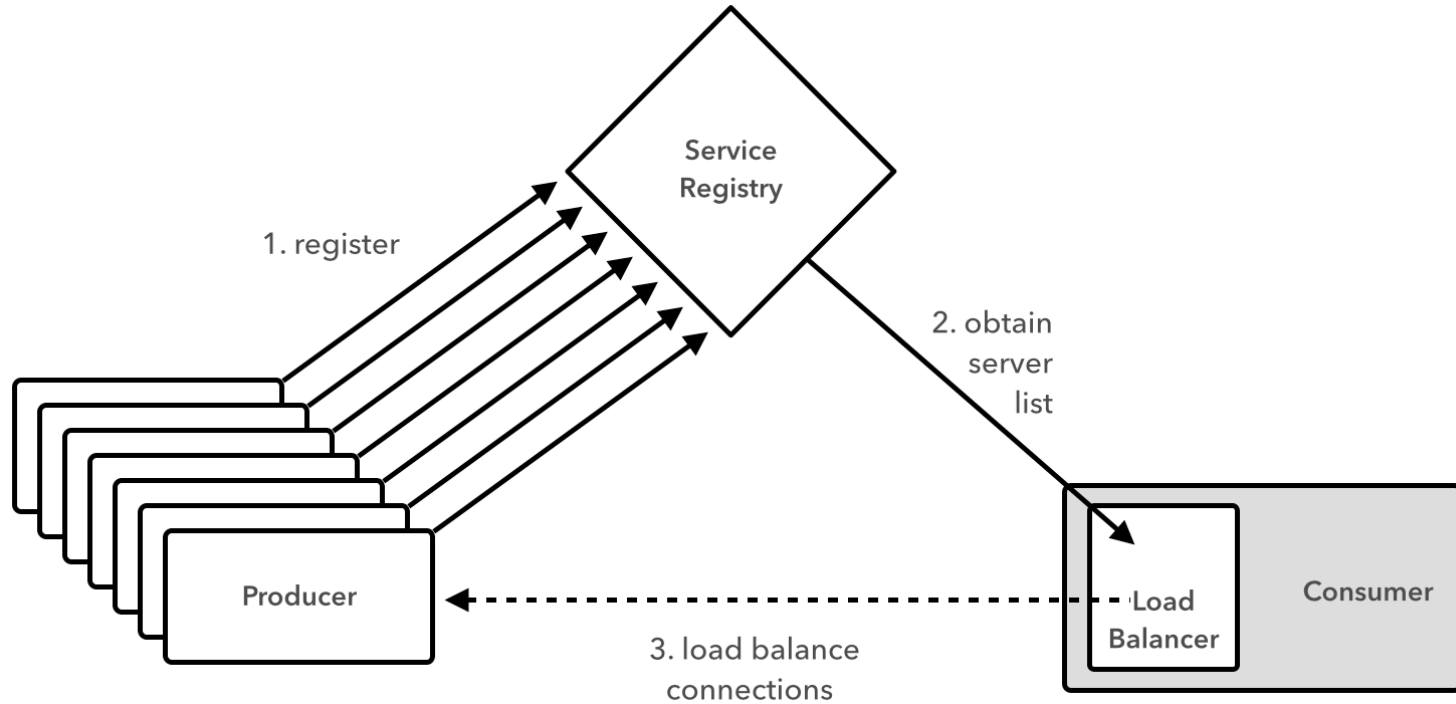 Service
Registry
1. register
2. obtain
server
list
Producer
Consumer
Load
Balancer
3. load balance
connections